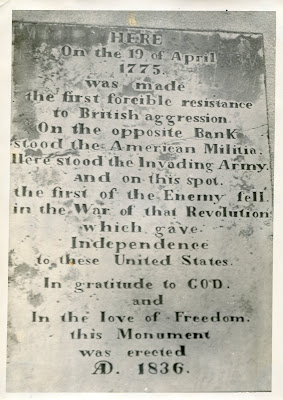 HERE
On the 19 of April
1775.
was made
the first forcible resistance
to British aggression.
On the opposite Bank
stood the American Militia.
Here stood the Invading Army.
and on this spot.
the first of the Enemy fell.
in the War of that Revolution
which gave
Independence
to these United States.
In gratitude to GOD.
and
In the love of Freedom.
this Monument
was erected
AD. 1836.